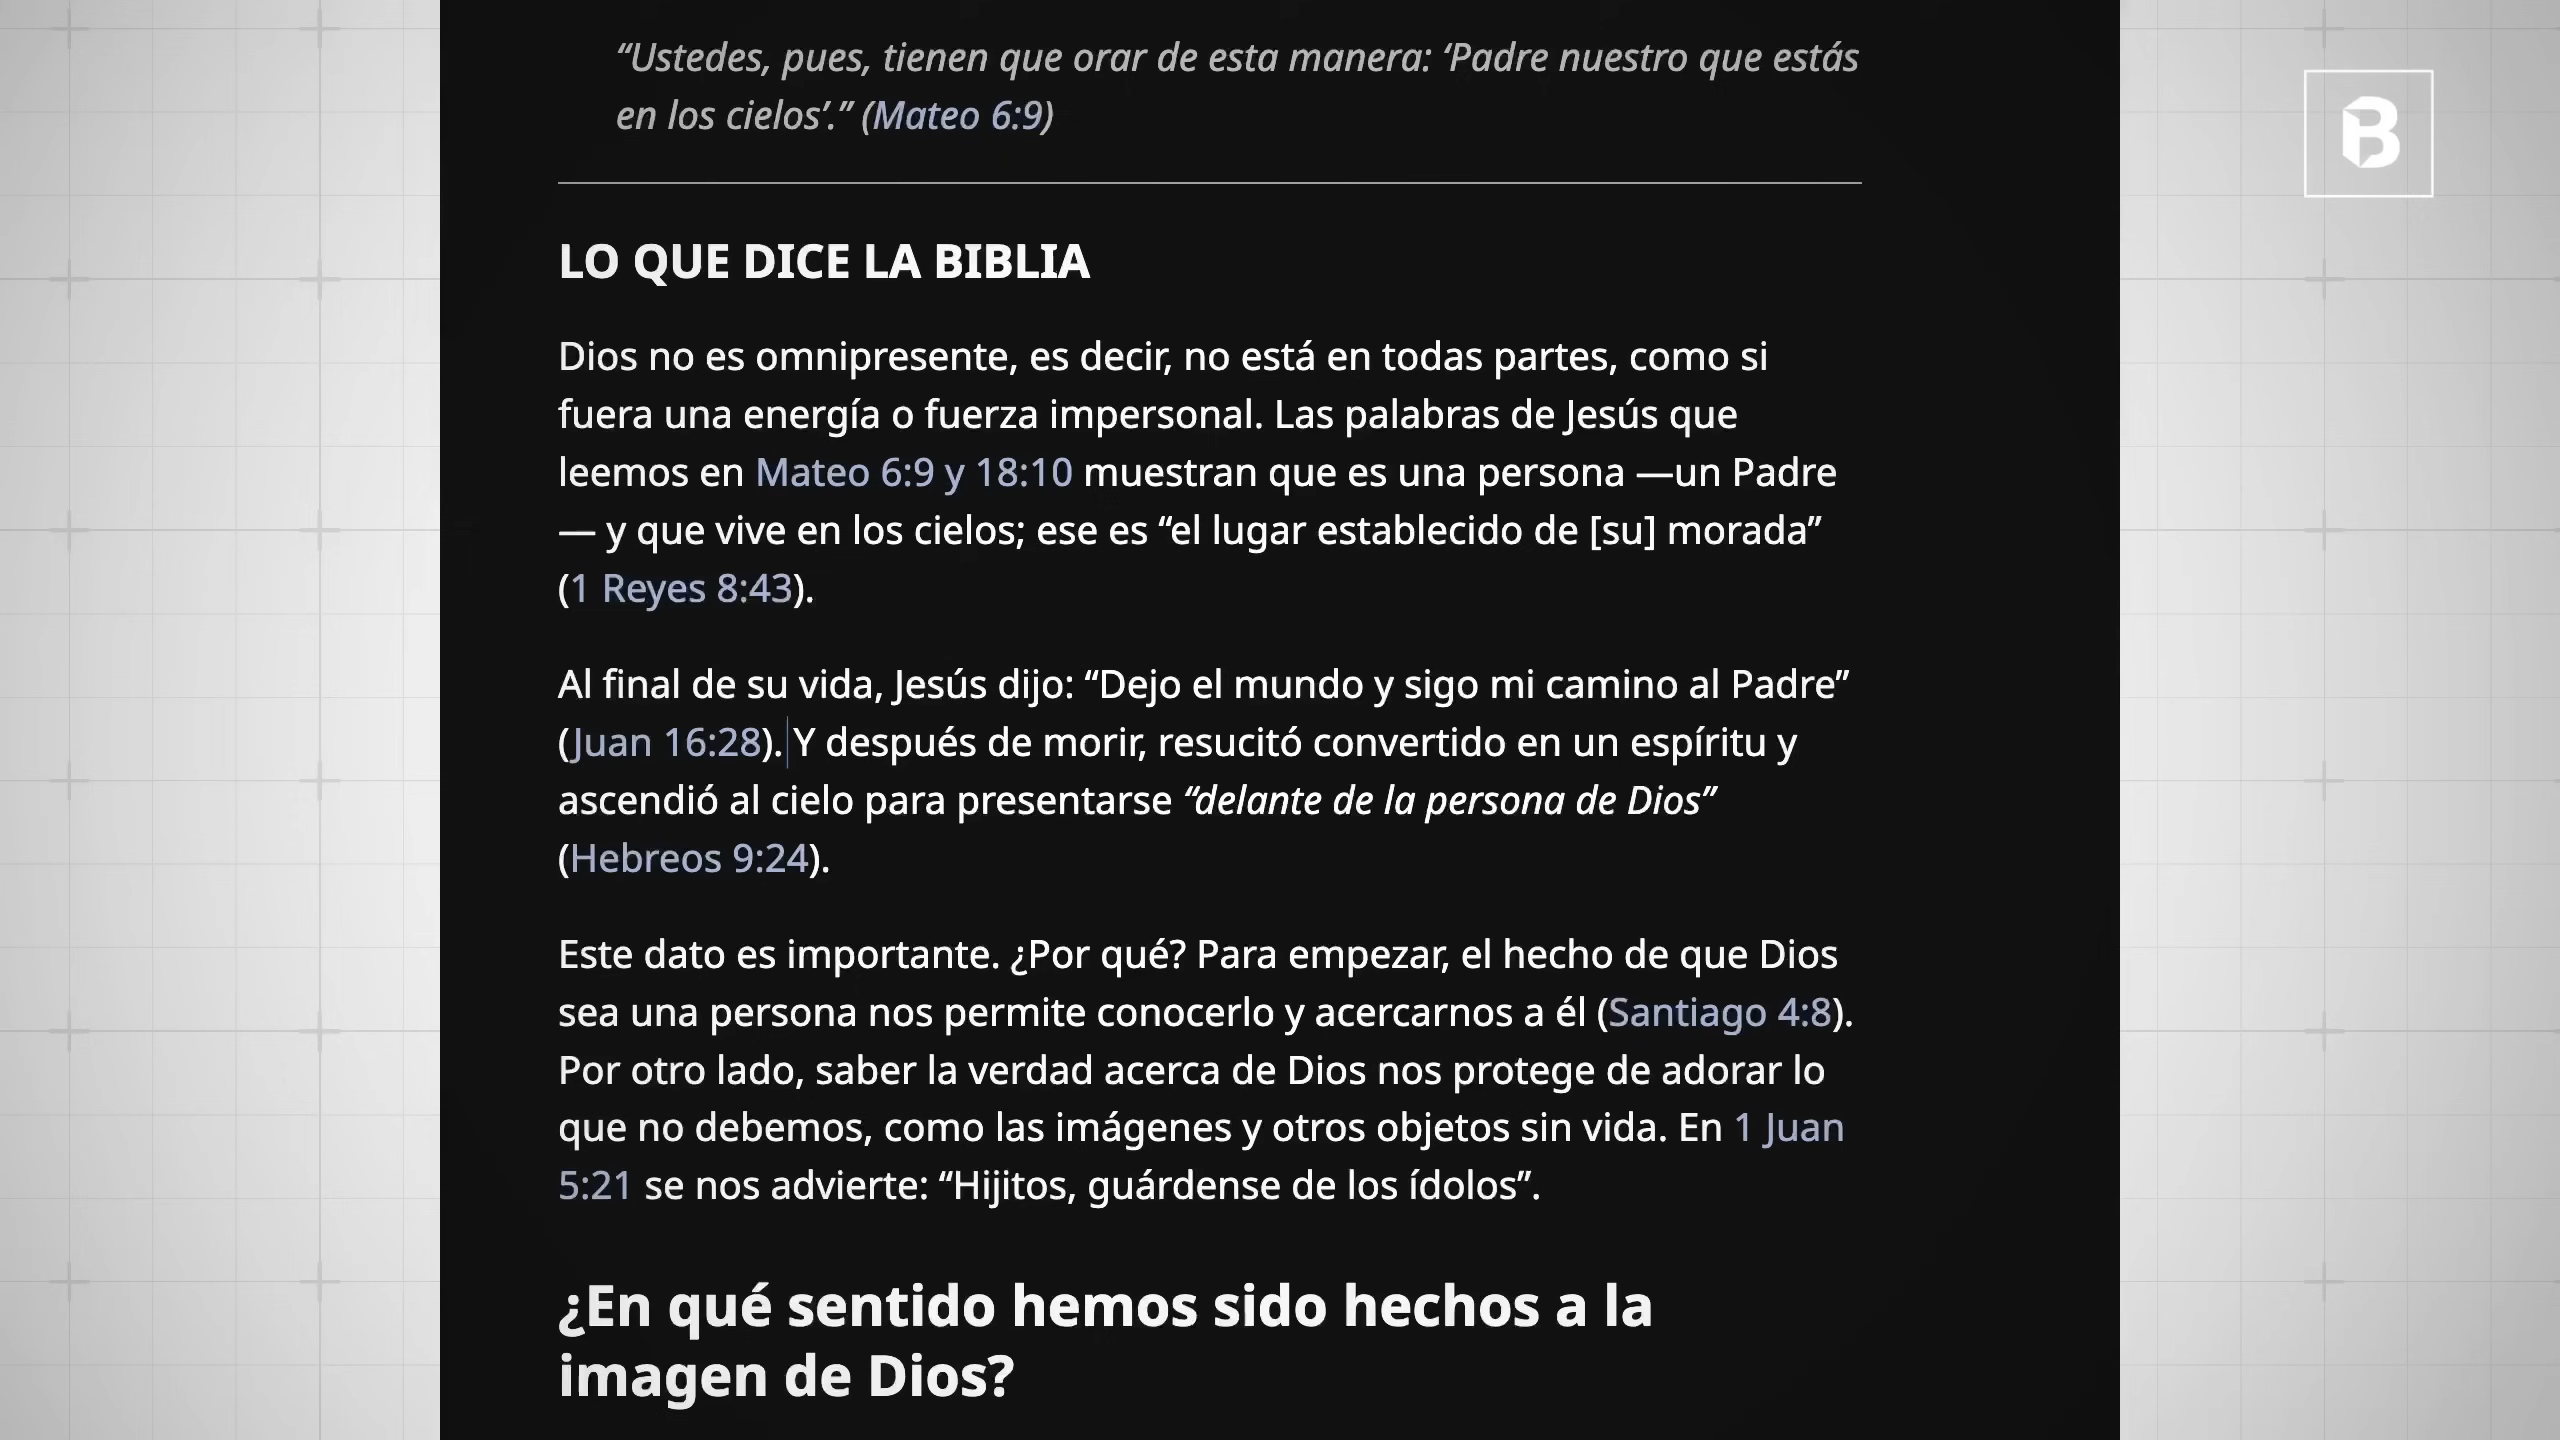 “Ustedes, pues, tienen que orar de esta manera: ‘Padre nuestro que estás
en los cielos’.” (Mateo 6:9)
LO QUE DICE LA BIBLIA
Dios no es omnipresente, es decir, no está en todas partes, como si
fuera una energía o fuerza impersonal. Las palabras de Jesús que
leemos en Mateo 6:9 y 18:10 muestran que es una persona —un Padre
— y que vive en los cielos; ese es “el lugar establecido de [su] morada”
(1 Reyes 8:43).
Al final de su vida, Jesús dijo: “Dejo el mundo y sigo mi camino al Padre”
(Juan 16:28). Y después de morir, resucitó convertido en un espíritu y
ascendió al cielo para presentarse “delante de la persona de Dios”
(Hebreos 9:24).
Este dato es importante. ¿Por qué? Para empezar, el hecho de que Dios
sea una persona nos permite conocerlo y acercarnos a él (Santiago 4:8).
Por otro lado, saber la verdad acerca de Dios nos protege de adorar lo
que no debemos, como las imágenes y otros objetos sin vida. En 1 Juan
5:21 se nos advierte: “Hijitos, guárdense de los ídolos”.
¿En qué sentido hemos sido hechos a la
imagen de Dios?
B